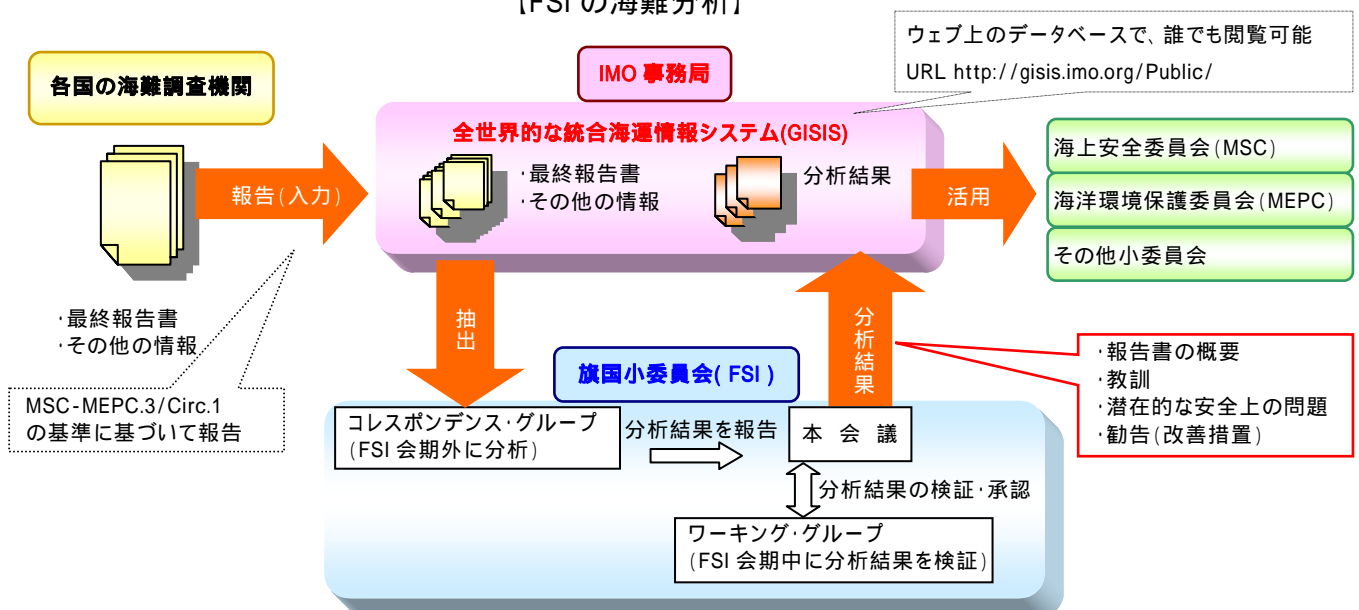 【FSI の海難分析】
ウェブ上のデータベースで、誰でも閲覧可能
URL http://gisis.imo.org/Public/
各国の海難調査機関
IMO 事務局
全世界的な統合海運情報システム(GISIS)
・最終報告書
・その他の情報
分析結果
報告(入力)
活用
海上安全委員会(MSC)
海洋環境保護委員会(MEPC)
その他小委員会
・最終報告書
・その他の情報
MSC-MEPC.3/Circ.1
の基準に基づいて報告
抽出
分析結果
・報告書の概要
・教訓
・潜在的な安全上の問題
・勧告(改善措置)
旗国小委員会( FSI )
コレスポンデンス・グループ
(FSI 会期外に分析)
分析結果を報告
本 会 議
分析結果の検証・承認
ワーキング・グループ
(FSI 会期中に分析結果を検証)